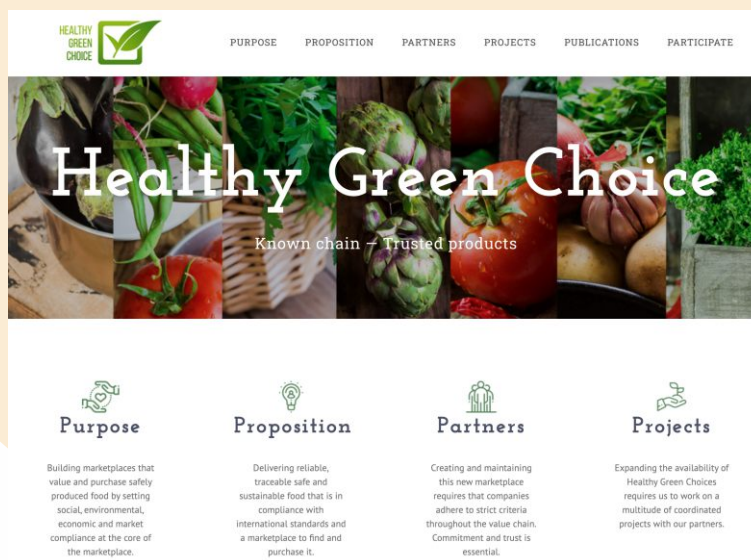 HEALTHY
GREEN
CHOICE
PURPOSE PROPOSITION PARTNERS PROJECTS PUBLICATIONS PARTICIPATE
Healthy Green Choice
Known chain — Trusted products
Purpose
Building marketplaces that
value and purchase safely
produced food by setting
social, environmental,
economic and market
compliance at the core of
the marketplace.
Proposition
Delivering reliable,
traceable safe and
sustainable food that is in
compliance with
international standards and
a marketplace to find and
purchase it.
Partners
Creating and maintaining
this new marketplace
requires that companies
adhere to strict criteria
throughout the value chain.
Commitment and trust is
essential.
Projects
Expanding the availability of
Healthy Green Choices
requires us to work on a
multitude of coordinated
projects with our partners.